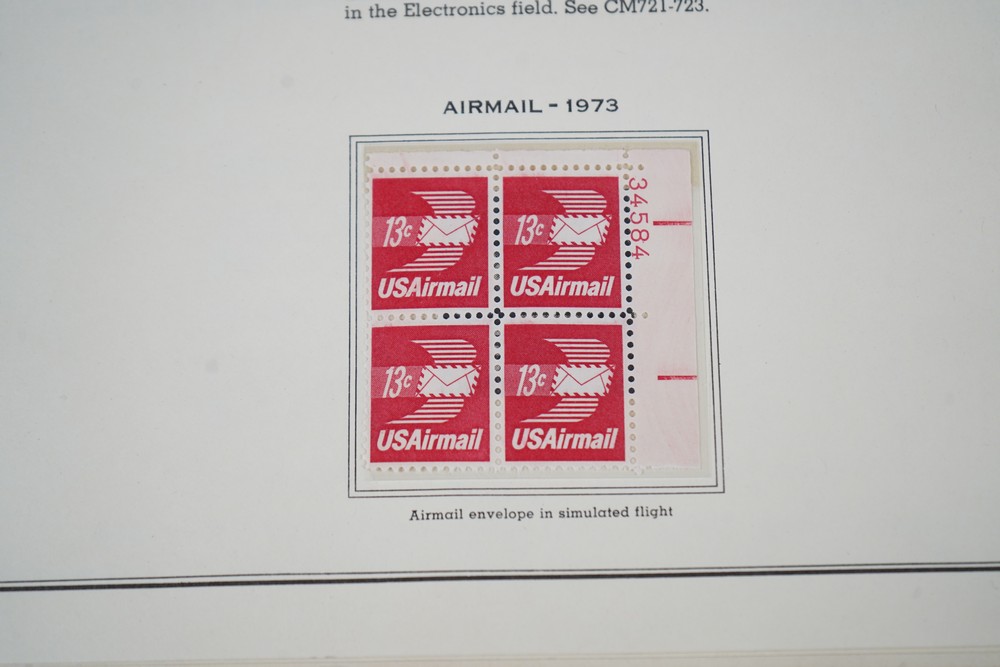 in the Electronics field. See CM721-723.
AIRMAIL - 1973
13c
USAirmail
13c
USAirmail
34584
13c
USAirmail
13c
USAirmail
Airmail envelope in simulated flight